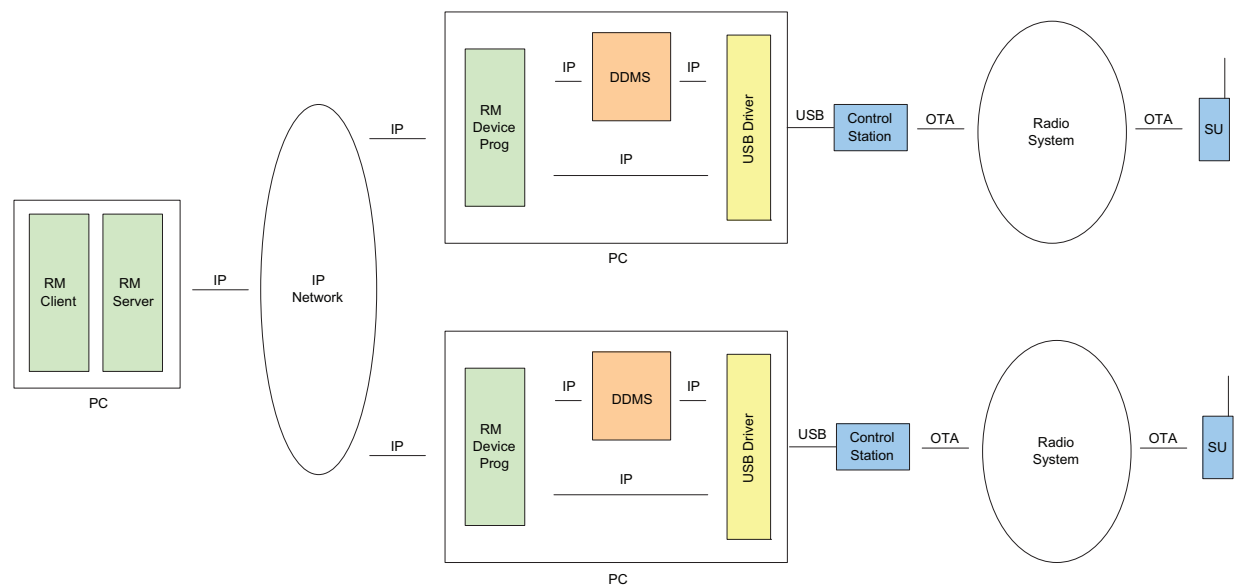 RM
Client
RM
Server
PC
IP
IP
Network
IP
RM
Device
Prog
IP
DDMS
IP
IP
USB Driver
PC
USB
Control
Station
OTA
Radio
System
OTA
SU
IP
RM
Device
Prog
IP
DDMS
IP
IP
USB Driver
PC
USB
Control
Station
OTA
Radio
System
OTA
SU